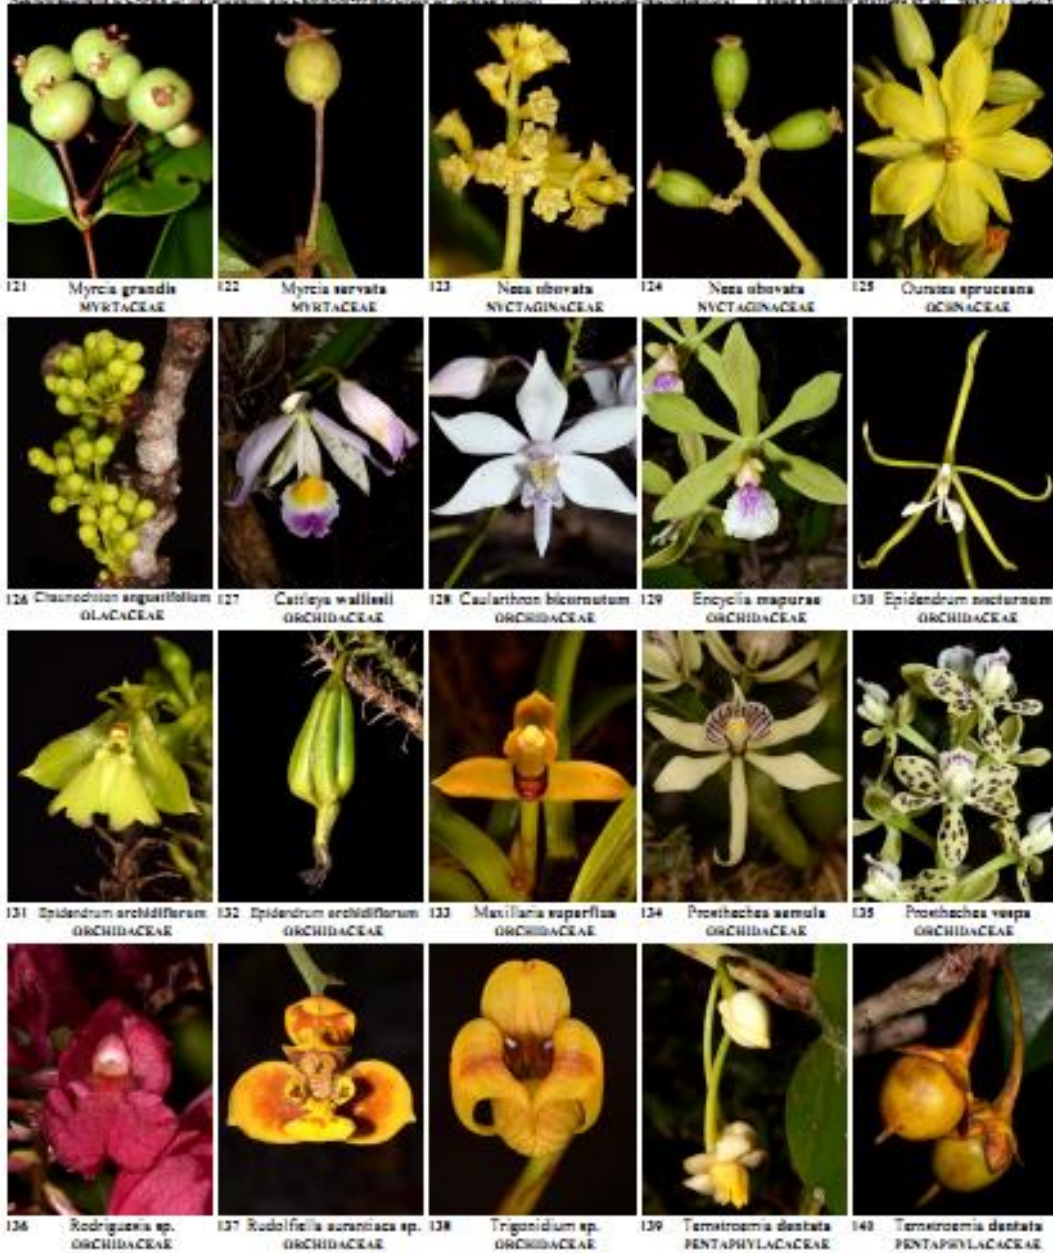 121 Myrcia grandis
MYRTACEAE
122 Myrcia servata
MYRTACEAE
123 Neea obovata
NYCTAGINACEAE
124 Neea obovata
NYCTAGINACEAE
125 Ouratea spruceana
OCHNACEAE
126 Chaunochiton angustifolium
OLACACEAE
127 Cattleya wallisii
ORCHIDACEAE
128 Caularthron bicornutum
ORCHIDACEAE
129 Encyclia mapurae
ORCHIDACEAE
130 Epidendrum nocturnum
ORCHIDACEAE
131 Epidendrum orchidiflorum
ORCHIDACEAE
132 Epidendrum orchidiflorum
ORCHIDACEAE
133 Maxillaria superflua
ORCHIDACEAE
134 Prosthechea aemula
ORCHIDACEAE
135 Prosthechea vespa
ORCHIDACEAE
136 Rodriguesia sp.
ORCHIDACEAE
137 Rudolfiella aurantiaca sp.
ORCHIDACEAE
138 Trigonidium sp.
ORCHIDACEAE
139 Ternstroemia dentata
PENTAPHYLACACEAE
140 Ternstroemia dentata
PENTAPHYLACACEAE